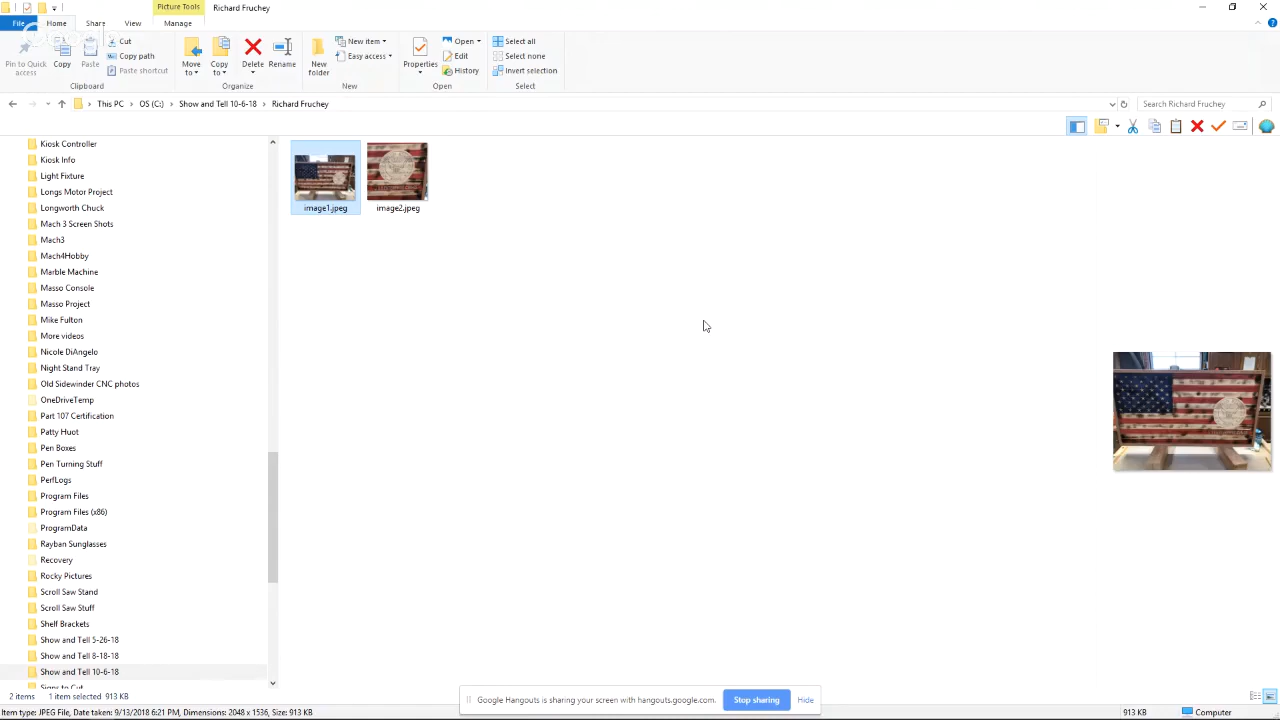 Picture Tools
Richard Fruchey
File
Home
Share
View
Manage
Pin to Quick
access
Copy
Paste
Cut
Copy path
Paste shortcut
Clipboard
Move
to
Copy
to
Delete
Rename
Organize
New
folder
New item
Easy access
New
Properties
Open
Edit
History
Open
Select all
Select none
Invert selection
Select
This PC
OS (C:)
Show and Tell 10-6-18
Richard Fruchey
Search Richard Fruchey
Kiosk Controller
Kiosk Info
Light Fixture
Longs Motor Project
Longworth Chuck
Mach 3 Screen Shots
Mach3
Mach4Hobby
Marble Machine
Masso Console
Masso Project
Mike Fulton
More videos
Nicole DiAngelo
Night Stand Tray
Old Sidewinder CNC photos
OneDriveTemp
Part 107 Certification
Patty Huot
Pen Boxes
Pen Turning Stuff
PerfLogs
Program Files
Program Files (x86)
ProgramData
Rayban Sunglasses
Recovery
Rocky Pictures
Scroll Saw Stand
Scroll Saw Stuff
Shelf Brackets
Show and Tell 5-26-18
Show and Tell 8-18-18
Show and Tell 10-6-18
Signs to Cut
image1.jpeg
image2.jpeg
Google Hangouts is sharing your screen with hangouts.google.com.
Stop sharing
Hide
2 items
1 item selected 913 KB
Item type: JPEG File, Date taken: 9/13/2018 6:21 PM, Dimensions: 2048 x 1536, Size: 913 KB
913 KB
Computer